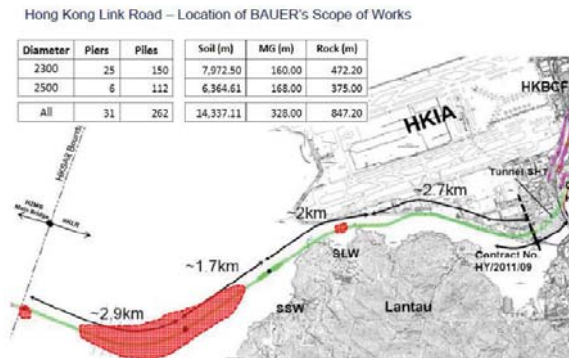 Hong Kong Link Road – Location of BAUER's Scope of Works
Diameter Piers Piles Soil (m) MG (m) Rock (m)
2300 25 150 7,972.50 160.00 472.20
2500 6 112 6,364.61 168.00 375.00
All 31 262 14,337.11 328.00 847.20
HKBCF
HKIA
HKSAR Boundary
Tunnel SHT
HZMB
Main Bridge
HKLR
~2.7km
~2km
Contract No.
HY/2011/09
~1.7km
SLW
~2.9km
SSW
Lantau